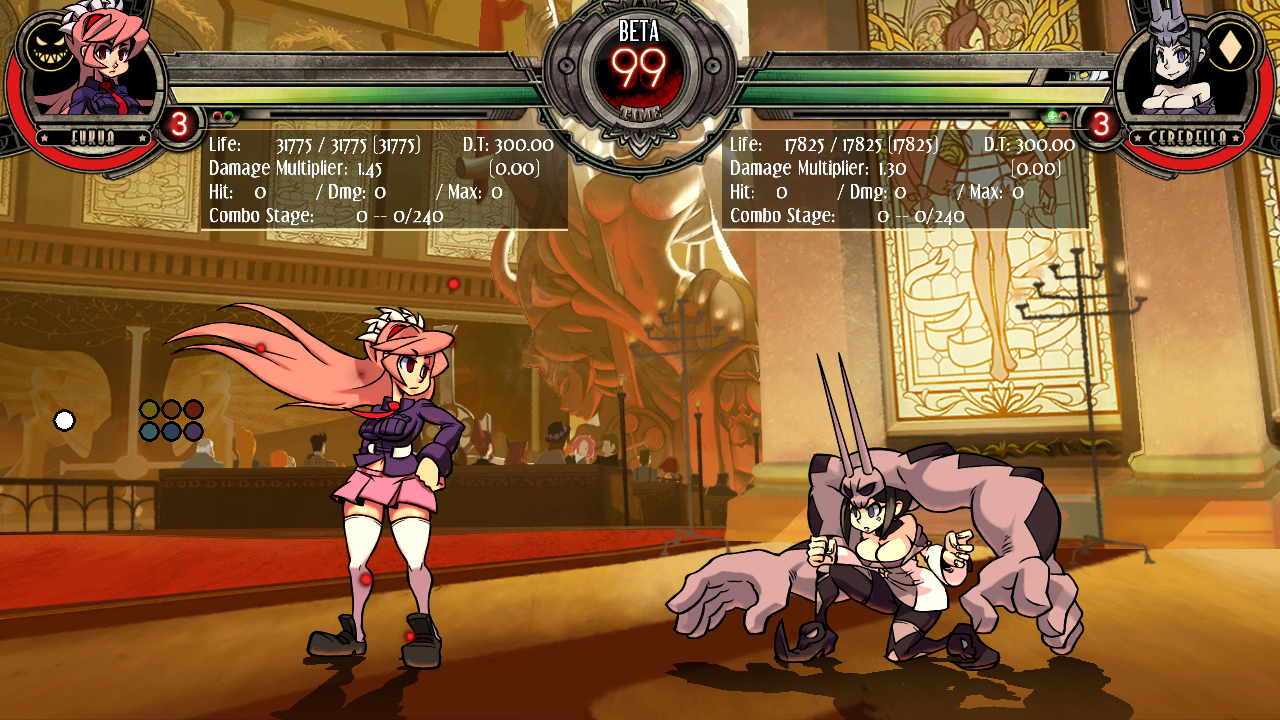 BETA
99
TIME
FUKUA
3
3
CEREBELLA
Life: 31775 / 31775 (31775) D.T: 300.00
Damage Multiplier: 1.45 (0.00)
Hit: 0 / Dmg: 0 / Max: 0
Combo Stage: 0 -- 0/240
Life: 17825 / 17825 (17825) D.T: 300.00
Damage Multiplier: 1.30 (0.00)
Hit: 0 / Dmg: 0 / Max: 0
Combo Stage: 0 -- 0/240